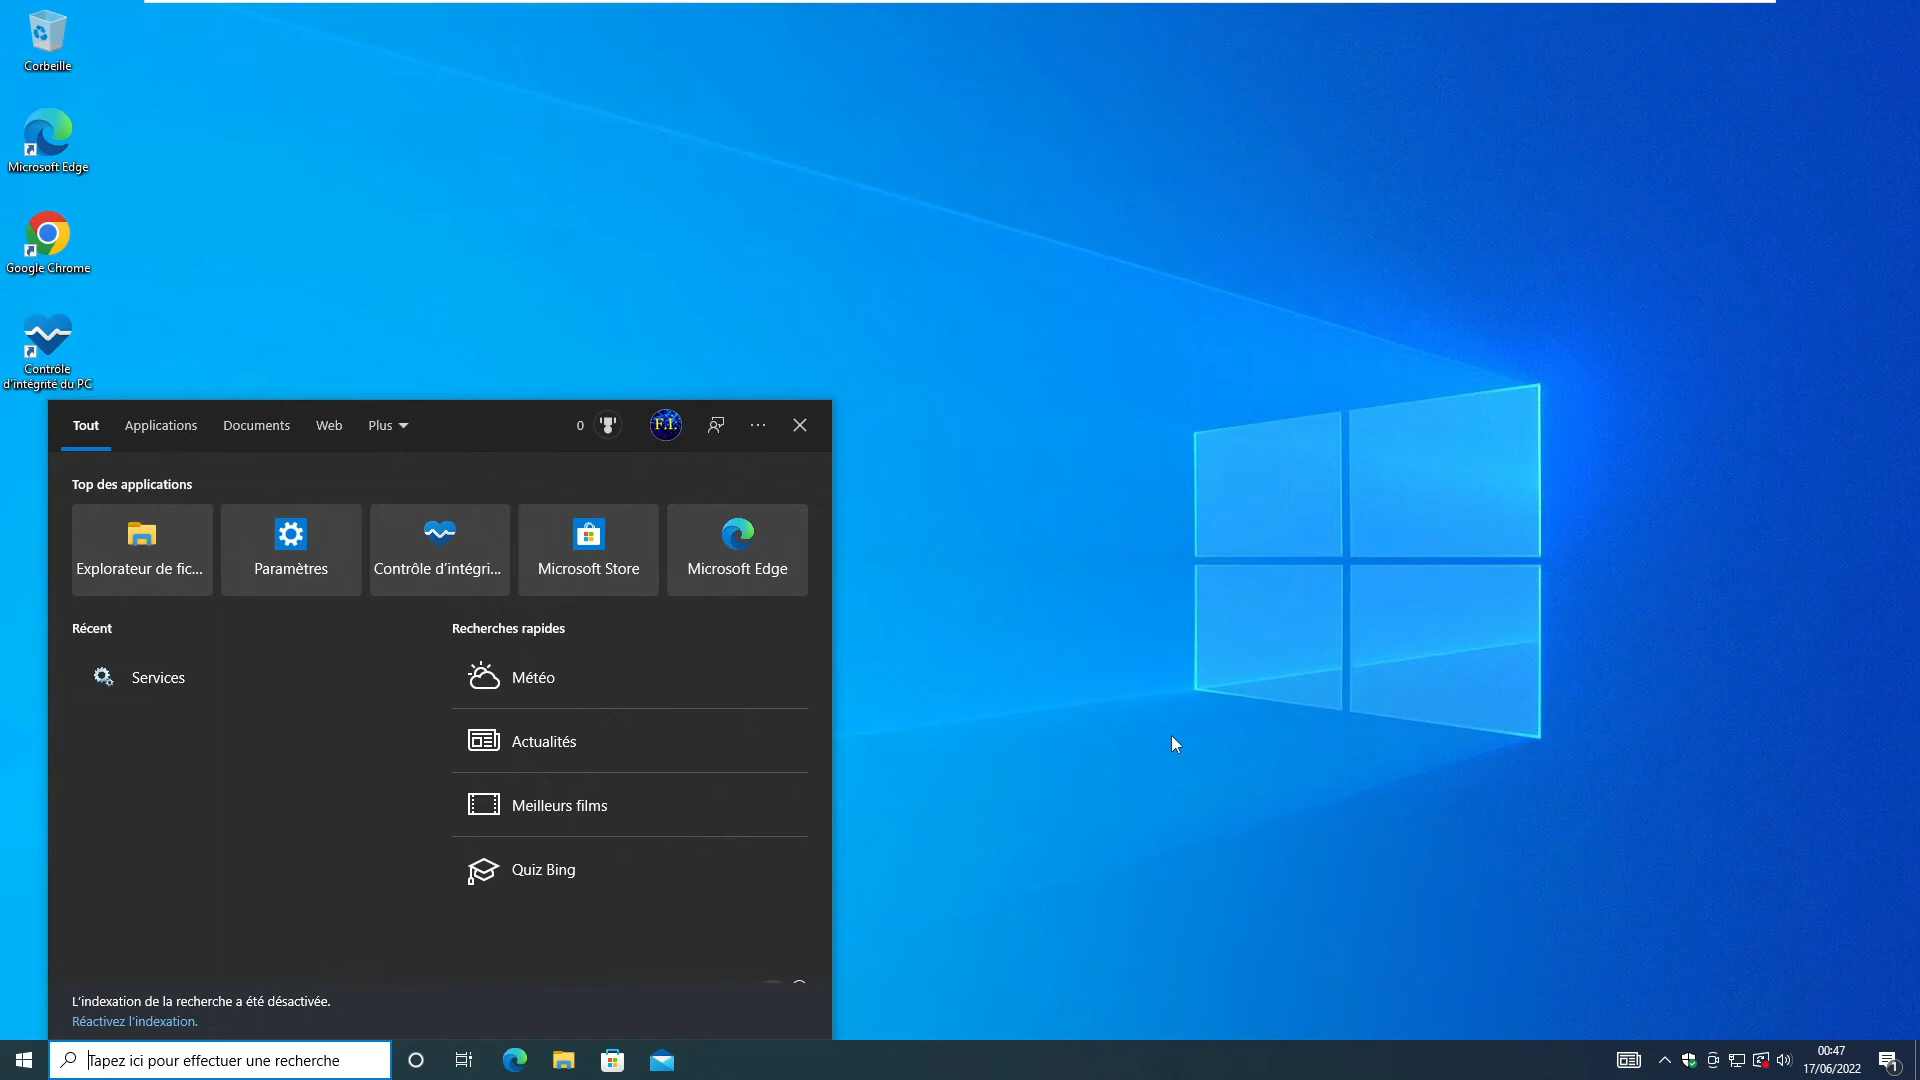 Corbeille
Microsoft Edge
Google Chrome
Contrôle
d'intégrité du PC
Tout Applications Documents Web Plus 0 F.I.
Top des applications
Explorateur de fic... Paramètres Contrôle d'intégri... Microsoft Store Microsoft Edge
Récent Recherches rapides
Services Météo
Actualités
Meilleurs films
Quiz Bing
L'indexation de la recherche a été désactivée.
Réactivez l'indexation.
Tapez ici pour effectuer une recherche
00:47
17/06/2022
1